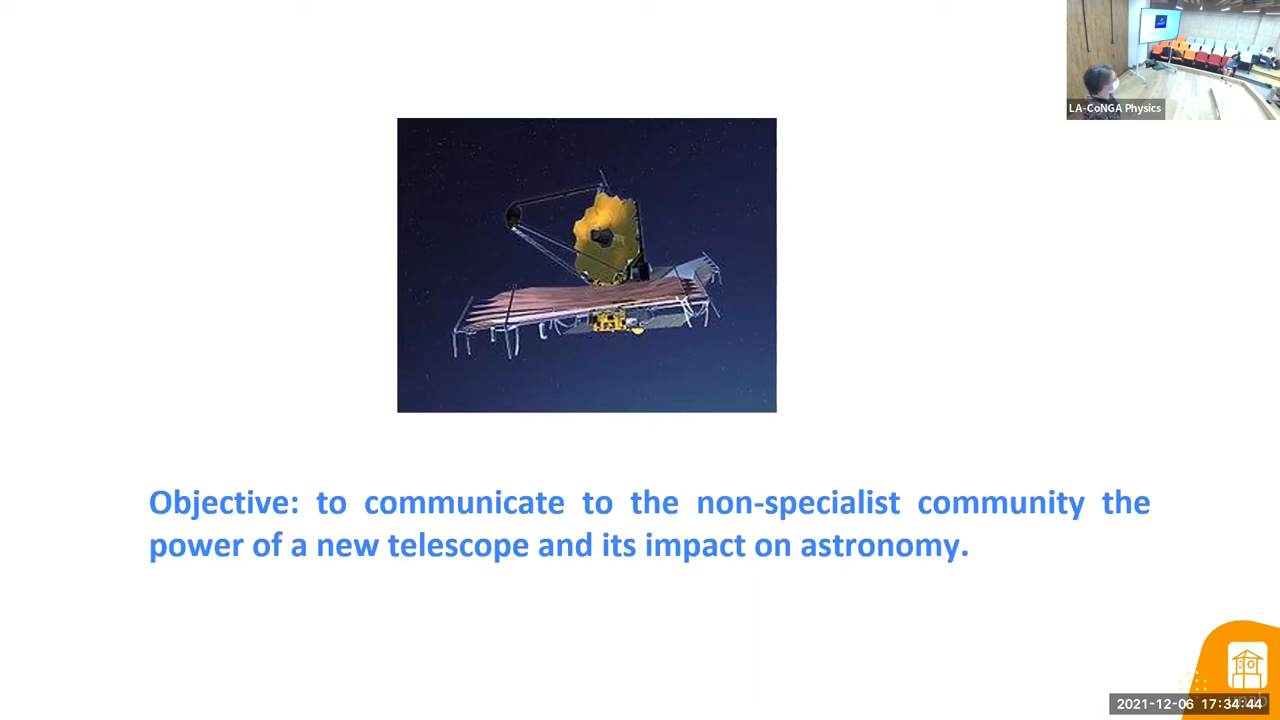 LA-CoNGA Physics
Objective: to communicate to the non-specialist community the
power of a new telescope and its impact on astronomy.
2021-12-06 17:34:44